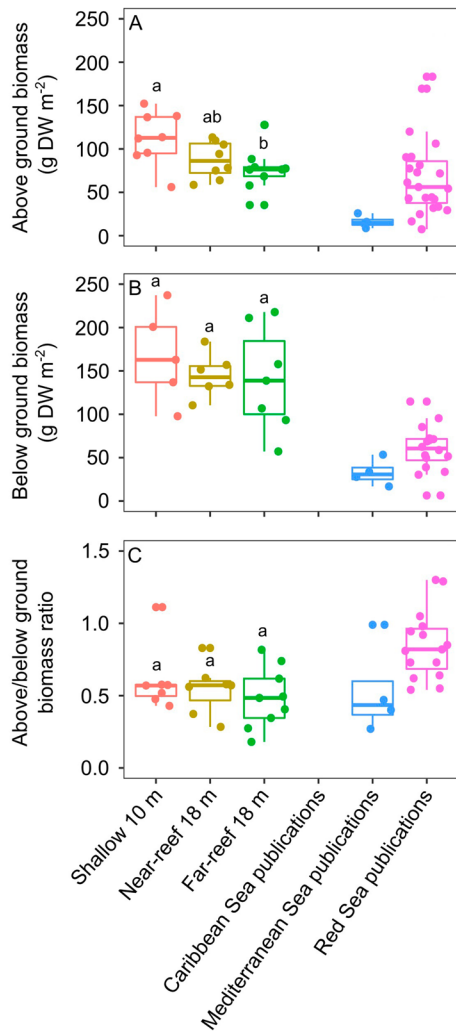 A
250
200
150
100
50
0
Above ground biomass
(g DW m⁻²)
a
ab
b
B
250
200
150
100
50
0
Below ground biomass
(g DW m⁻²)
a
a
a
C
1.5
1.0
0.5
0.0
Above/below ground
biomass ratio
a
a
a
Shallow 10 m
Near-reef 18 m
Far-reef 18 m
Caribbean Sea publications
Mediterranean Sea publications
Red Sea publications